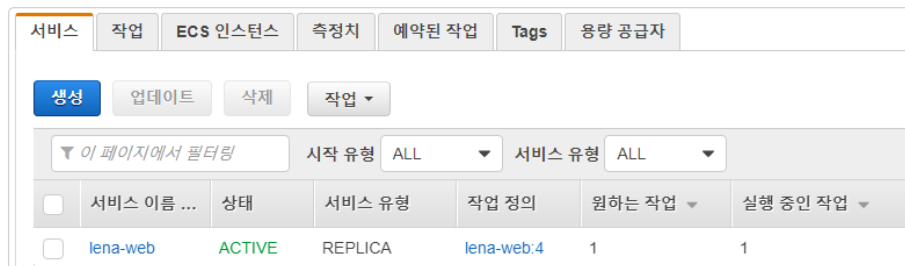 서비스 작업 ECS 인스턴스 측정치 예약된 작업 Tags 용량 공급자
생성 업데이트 삭제 작업
이 페이지에서 필터링 시작 유형 ALL 서비스 유형 ALL
서비스 이름 ... 상태 서비스 유형 작업 정의 원하는 작업 실행 중인 작업
lena-web ACTIVE REPLICA lena-web:4 1 1